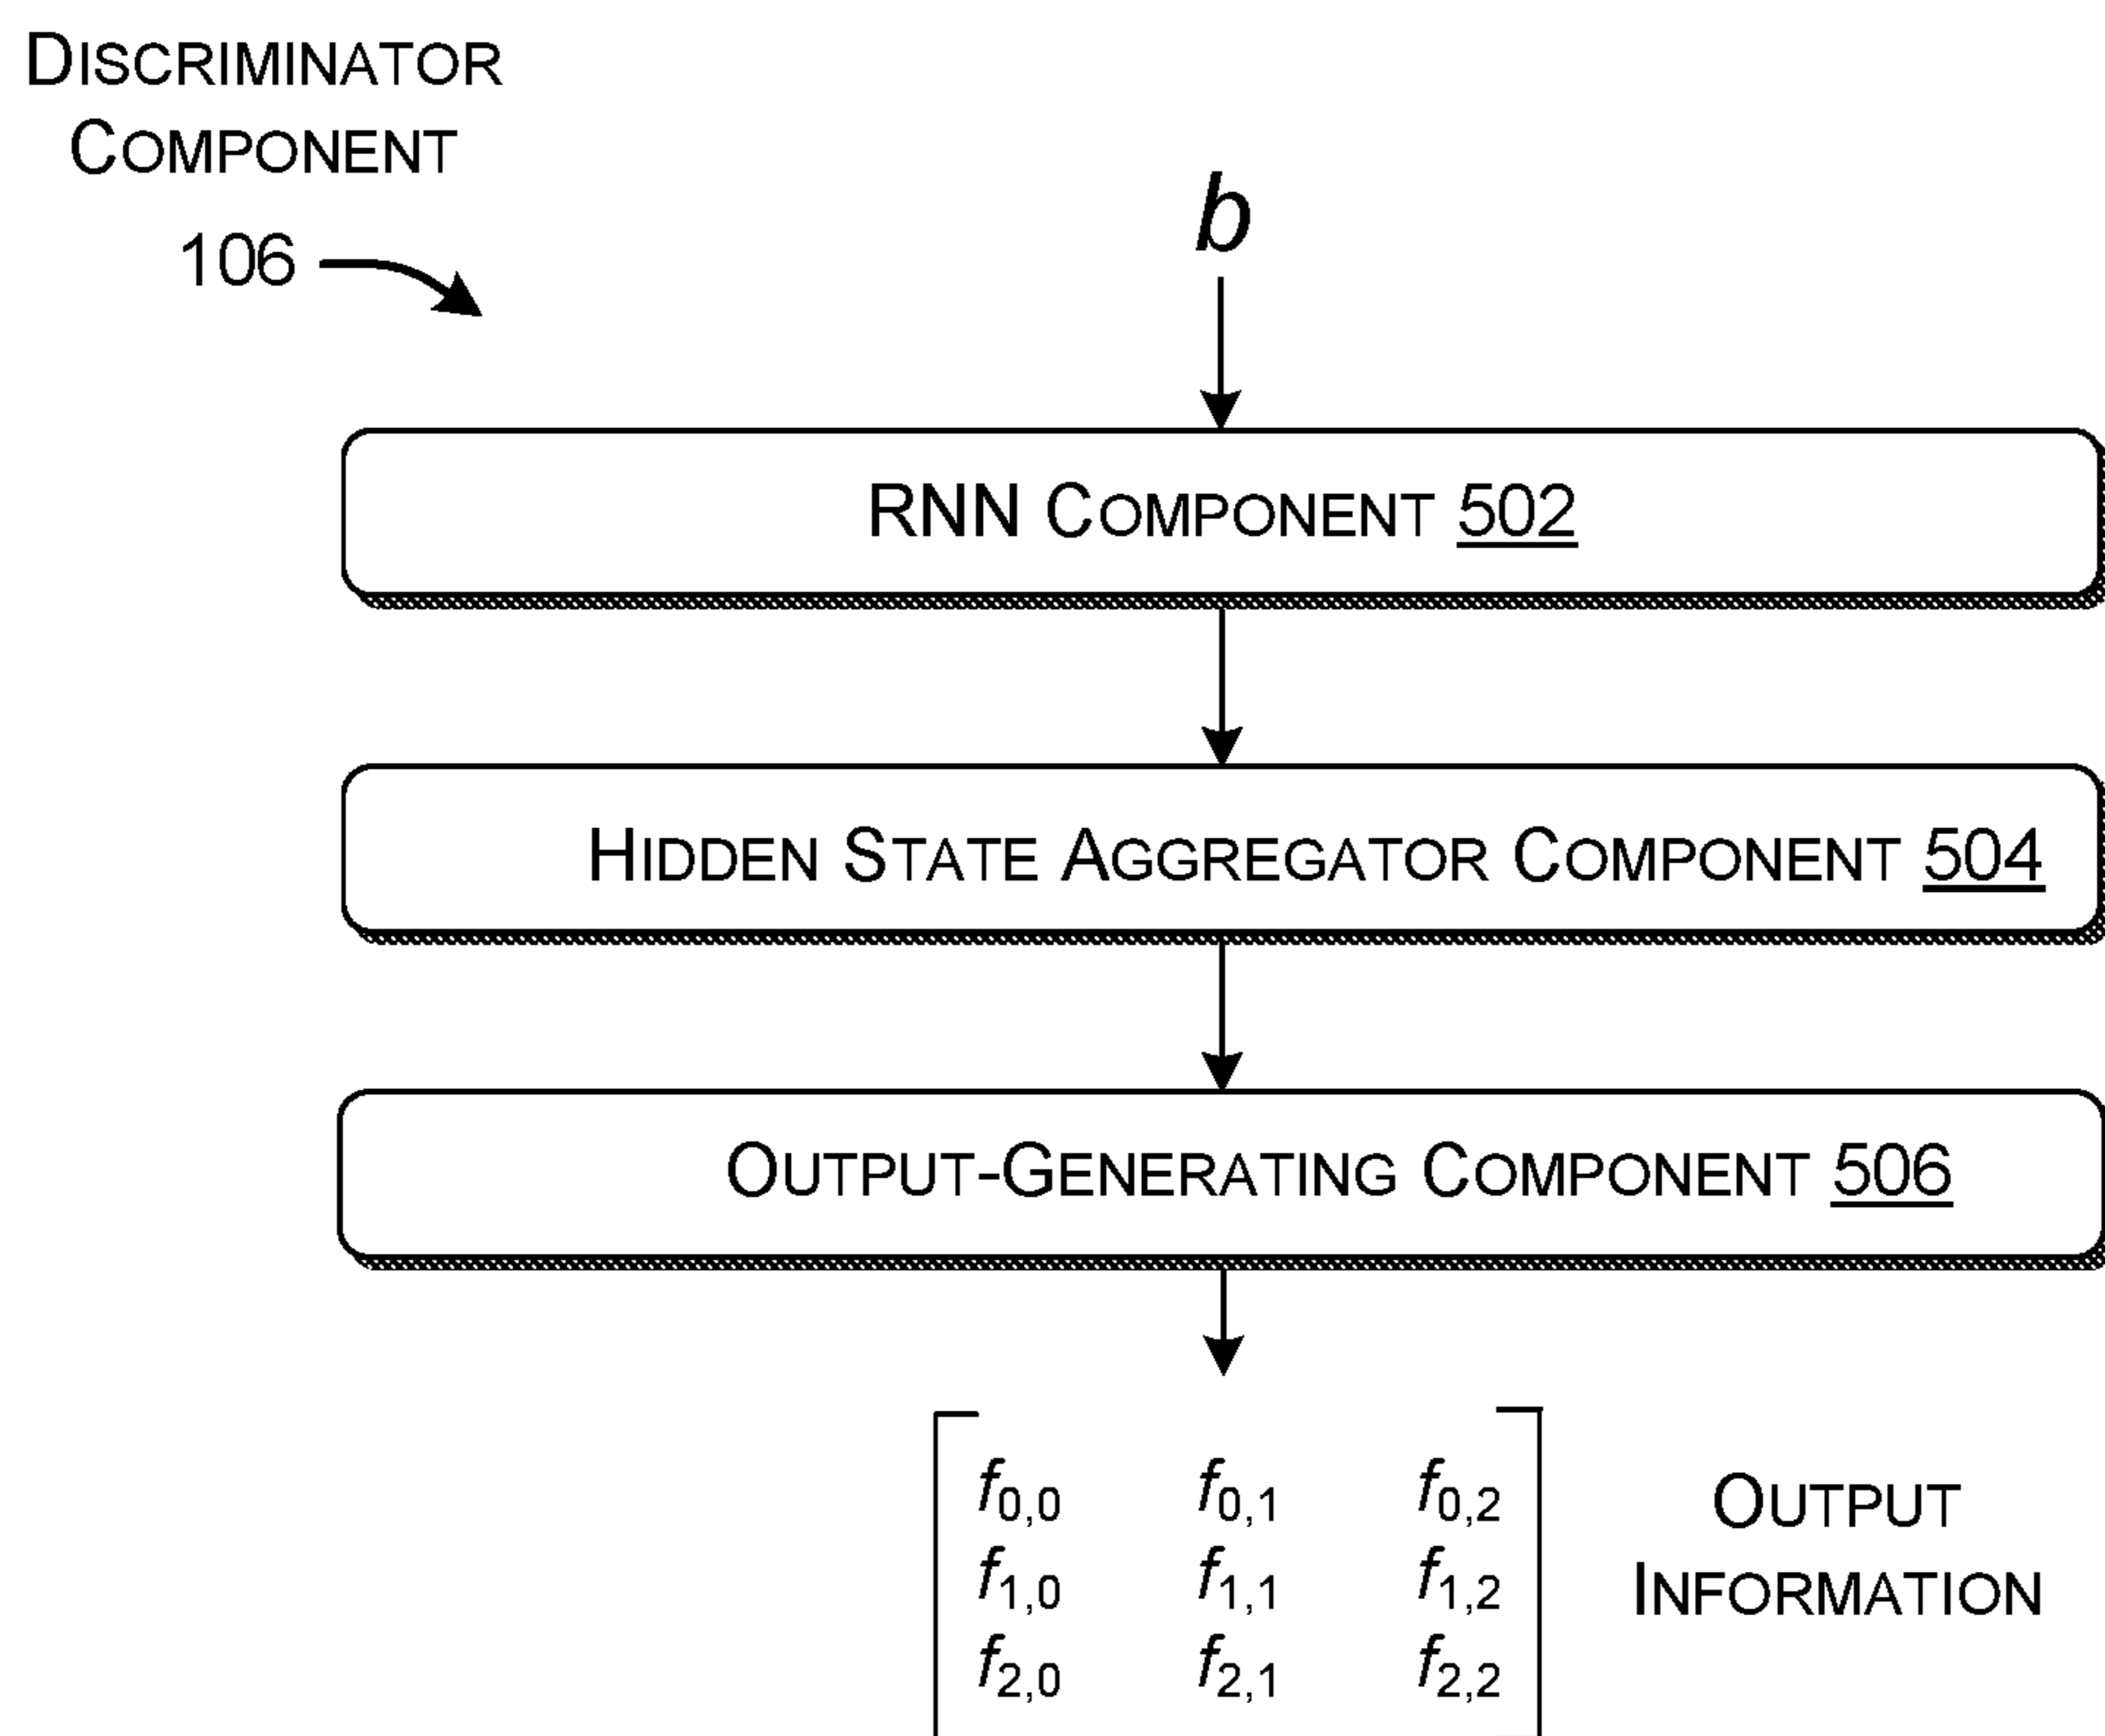 DISCRIMINATOR
COMPONENT
106
b
RNN COMPONENT 502
HIDDEN STATE AGGREGATOR COMPONENT 504
OUTPUT-GENERATING COMPONENT 506
f0,0 f0,1 f0,2
f1,0 f1,1 f1,2
f2,0 f2,1 f2,2
OUTPUT
INFORMATION